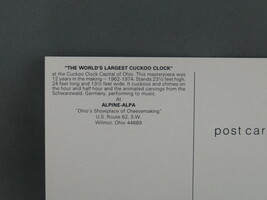 "THE WORLD'S LARGEST CUCKOO CLOCK"
at the Cuckoo Clock Capital of Ohio. This masterpiece was
12 years in the making — 1962-1974. Stands 23½ feet high,
24 feet long and 13½ feet wide. It cuckoos and chimes on
the hour and half hour and the animated carvings from the
Schwarzwald, Germany, performing to music.
At
ALPINE-ALPA
"Ohio's Showplace of Cheesemaking"
U.S. Route 62, S.W.
Wilmot, Ohio 44689
post car